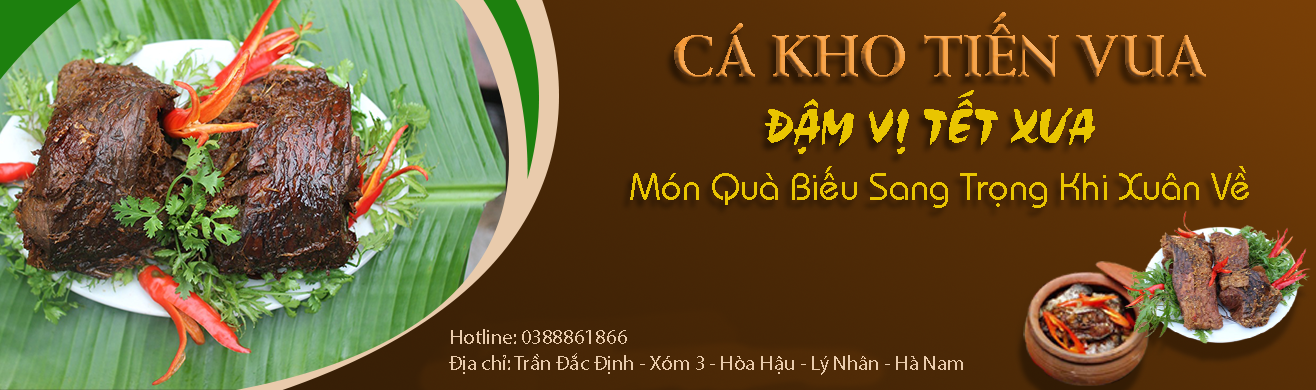 CÁ KHO TIẾN VUA
ĐẬM VỊ TẾT XƯA
Món Quà Biếu Sang Trọng Khi Xuân Về
Hotline: 0388861866
Địa chỉ: Trần Đắc Định - Xóm 3 - Hòa Hậu - Lý Nhân - Hà Nam